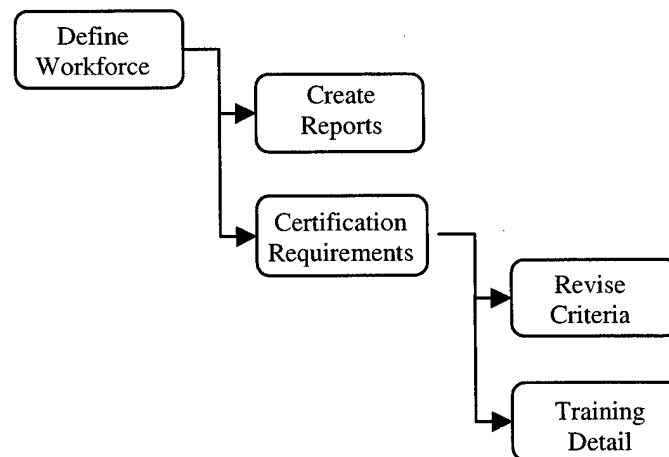 Define
Workforce
Create
Reports
Certification
Requirements
Revise
Criteria
Training
Detail